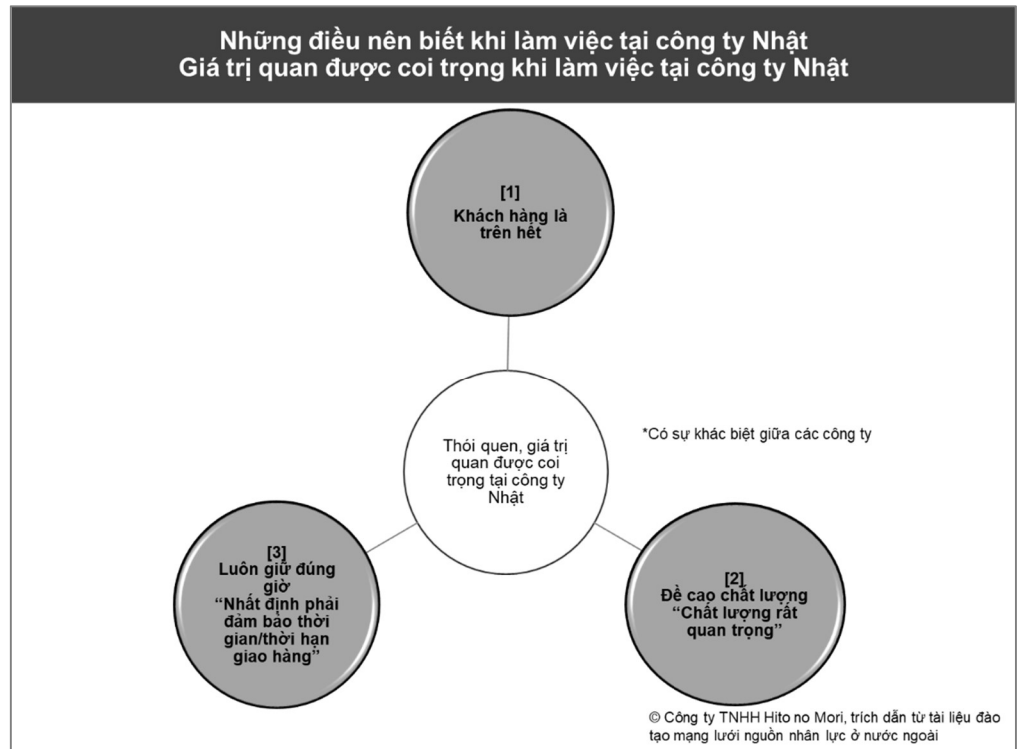 Những điều nên biết khi làm việc tại công ty Nhật
Giá trị quan được coi trọng khi làm việc tại công ty Nhật
[1]
Khách hàng là
trên hết
Thói quen, giá trị
quan được coi
trọng tại công ty
Nhật
*Có sự khác biệt giữa các công ty
[3]
Luôn giữ đúng
giờ
“Nhất định phải
đảm bảo thời
gian/thời hạn
giao hàng”
[2]
Đề cao chất lượng
“Chất lượng rất
quan trọng”
© Công ty TNHH Hito no Mori, trích dẫn từ tài liệu đào
tạo mạng lưới nguồn nhân lực ở nước ngoài